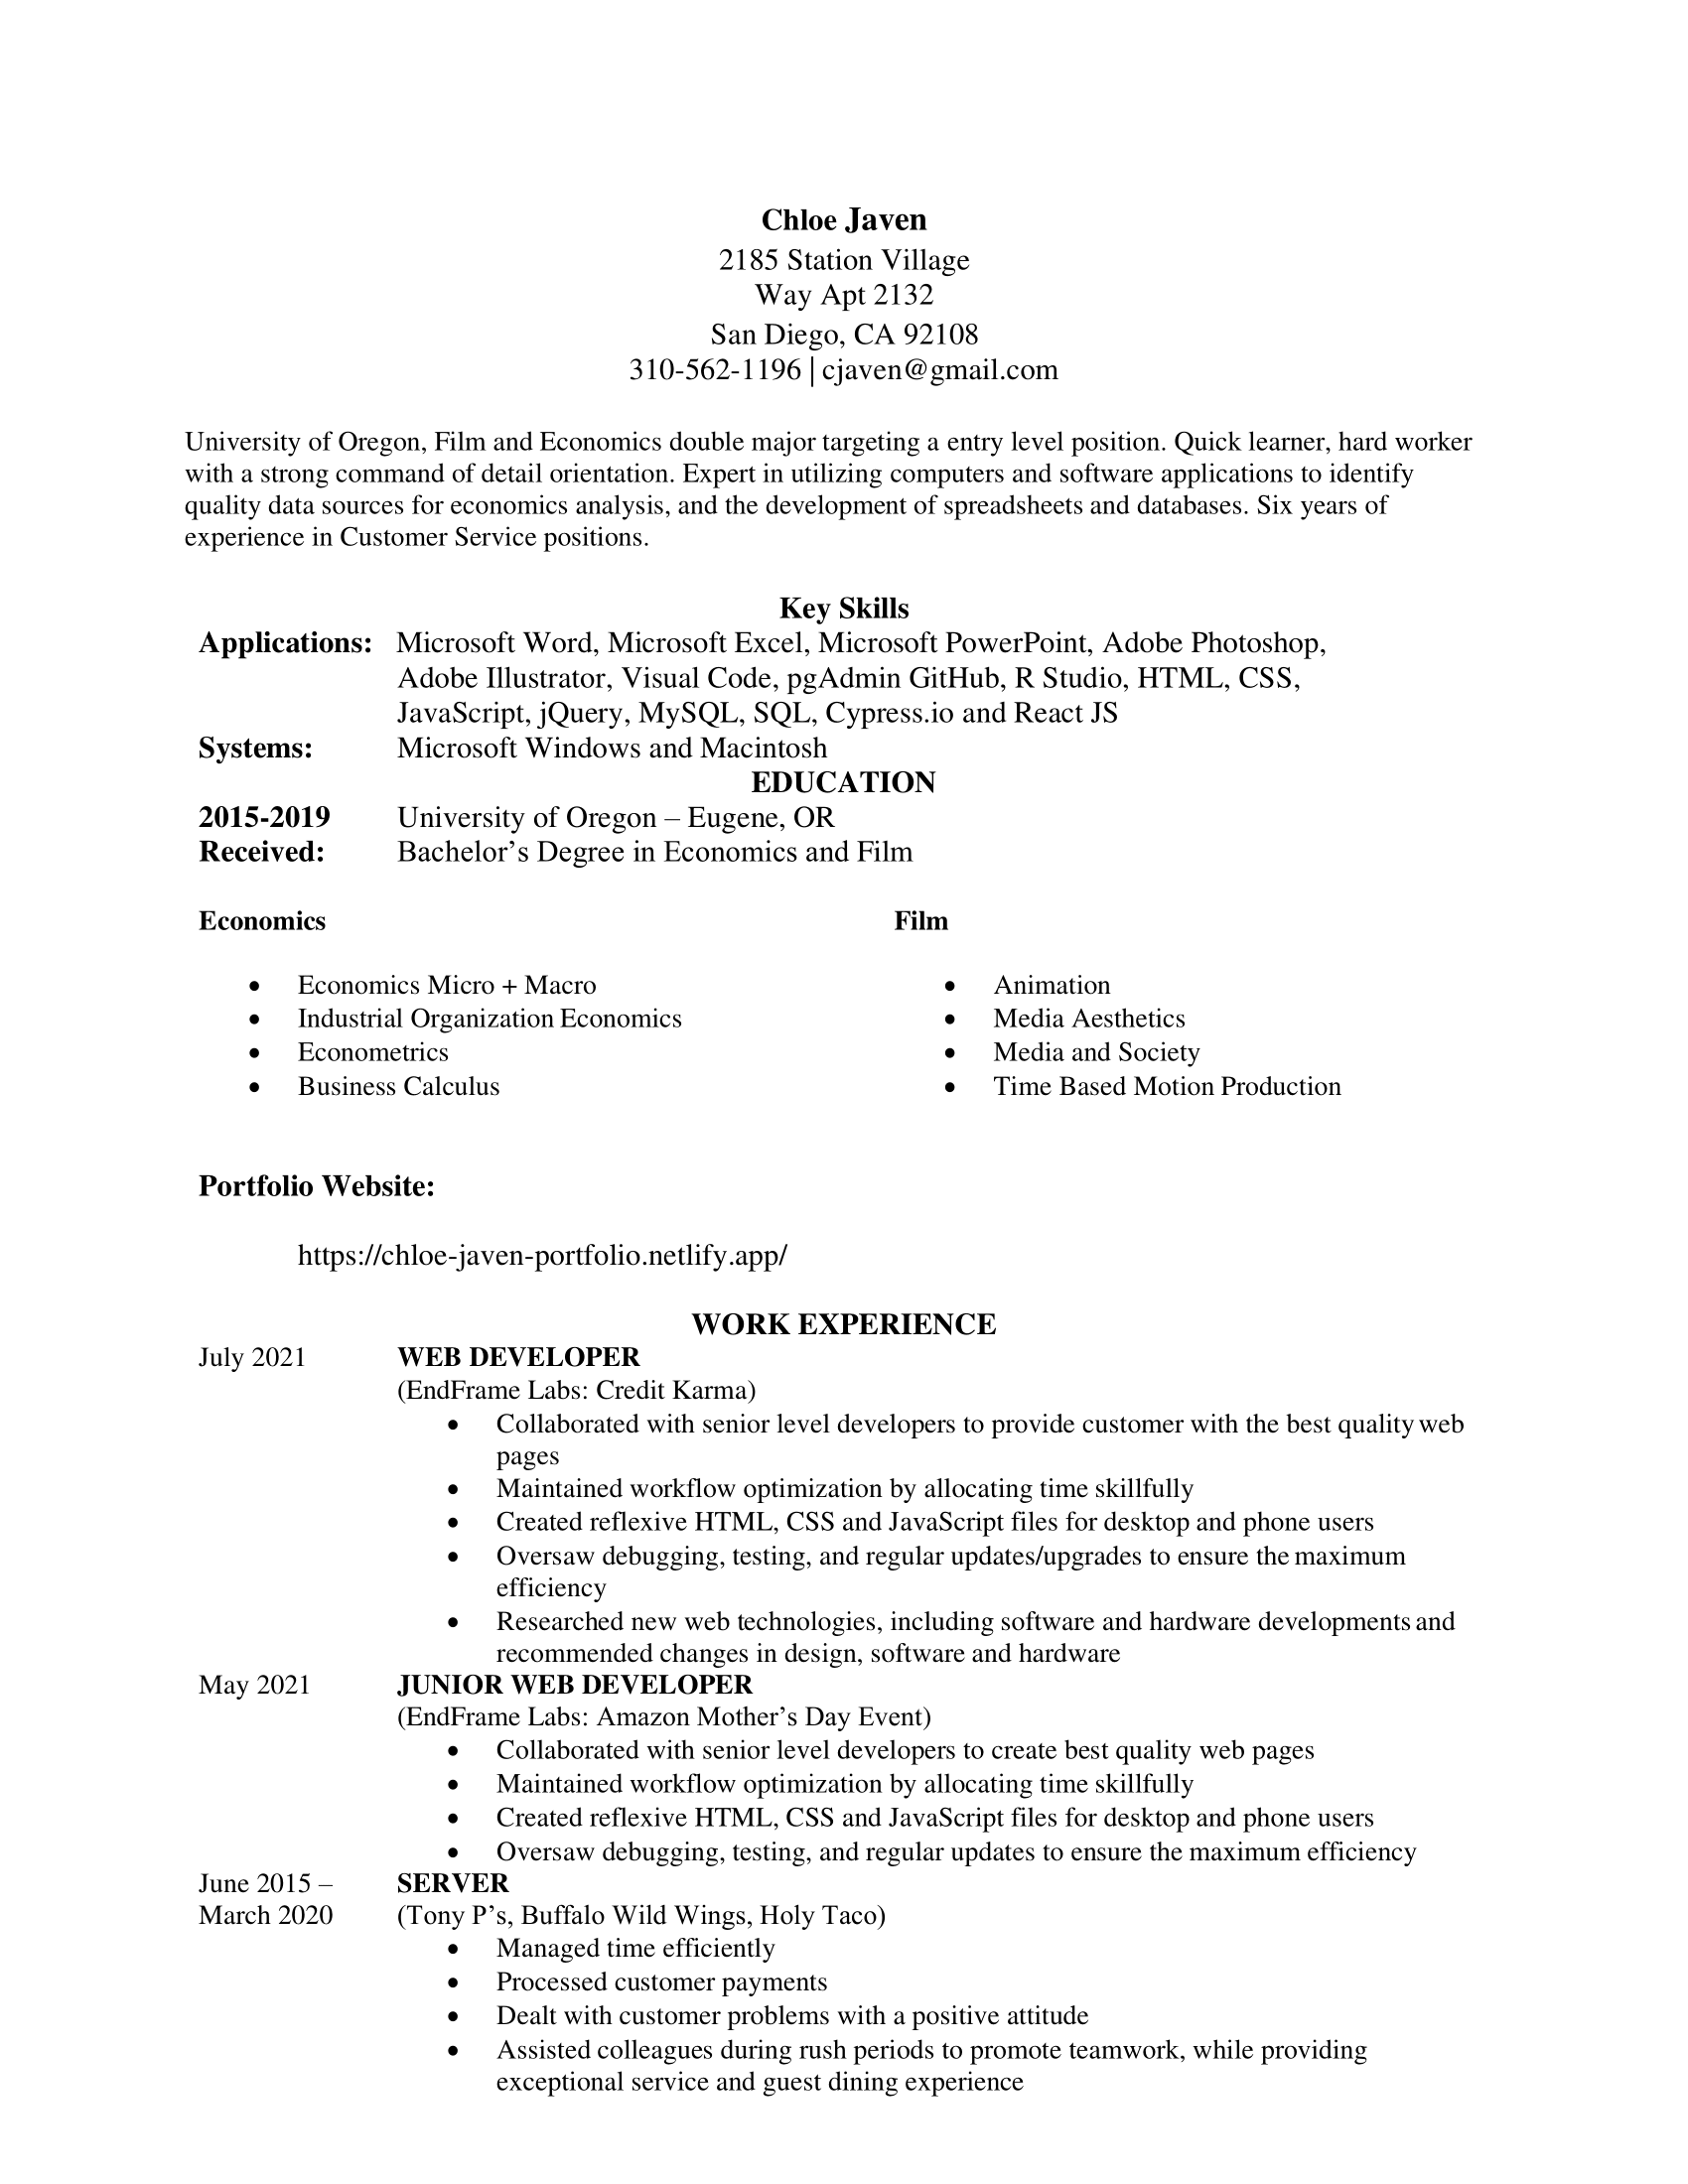 Chloe Javen
2185 Station Village
Way Apt 2132
San Diego, CA 92108
310-562-1196 | cjaven@gmail.com
University of Oregon, Film and Economics double major targeting a entry level position. Quick learner, hard worker
with a strong command of detail orientation. Expert in utilizing computers and software applications to identify
quality data sources for economics analysis, and the development of spreadsheets and databases. Six years of
experience in Customer Service positions.
Key Skills
Applications: Microsoft Word, Microsoft Excel, Microsoft PowerPoint, Adobe Photoshop,
Adobe Illustrator, Visual Code, pgAdmin GitHub, R Studio, HTML, CSS,
JavaScript, jQuery, MySQL, SQL, Cypress.io and React JS
Systems: Microsoft Windows and Macintosh
EDUCATION
2015-2019 University of Oregon – Eugene, OR
Received: Bachelor’s Degree in Economics and Film
Economics
• Economics Micro + Macro
• Industrial Organization Economics
• Econometrics
• Business Calculus
Film
• Animation
• Media Aesthetics
• Media and Society
• Time Based Motion Production
Portfolio Website:
https://chloe-javen-portfolio.netlify.app/
WORK EXPERIENCE
July 2021 WEB DEVELOPER
(EndFrame Labs: Credit Karma)
• Collaborated with senior level developers to provide customer with the best quality web
pages
• Maintained workflow optimization by allocating time skillfully
• Created reflexive HTML, CSS and JavaScript files for desktop and phone users
• Oversaw debugging, testing, and regular updates/upgrades to ensure the maximum
efficiency
• Researched new web technologies, including software and hardware developments and
recommended changes in design, software and hardware
May 2021 JUNIOR WEB DEVELOPER
(EndFrame Labs: Amazon Mother’s Day Event)
• Collaborated with senior level developers to create best quality web pages
• Maintained workflow optimization by allocating time skillfully
• Created reflexive HTML, CSS and JavaScript files for desktop and phone users
• Oversaw debugging, testing, and regular updates to ensure the maximum efficiency
June 2015 – SERVER
March 2020 (Tony P’s, Buffalo Wild Wings, Holy Taco)
• Managed time efficiently
• Processed customer payments
• Dealt with customer problems with a positive attitude
• Assisted colleagues during rush periods to promote teamwork, while providing
exceptional service and guest dining experience